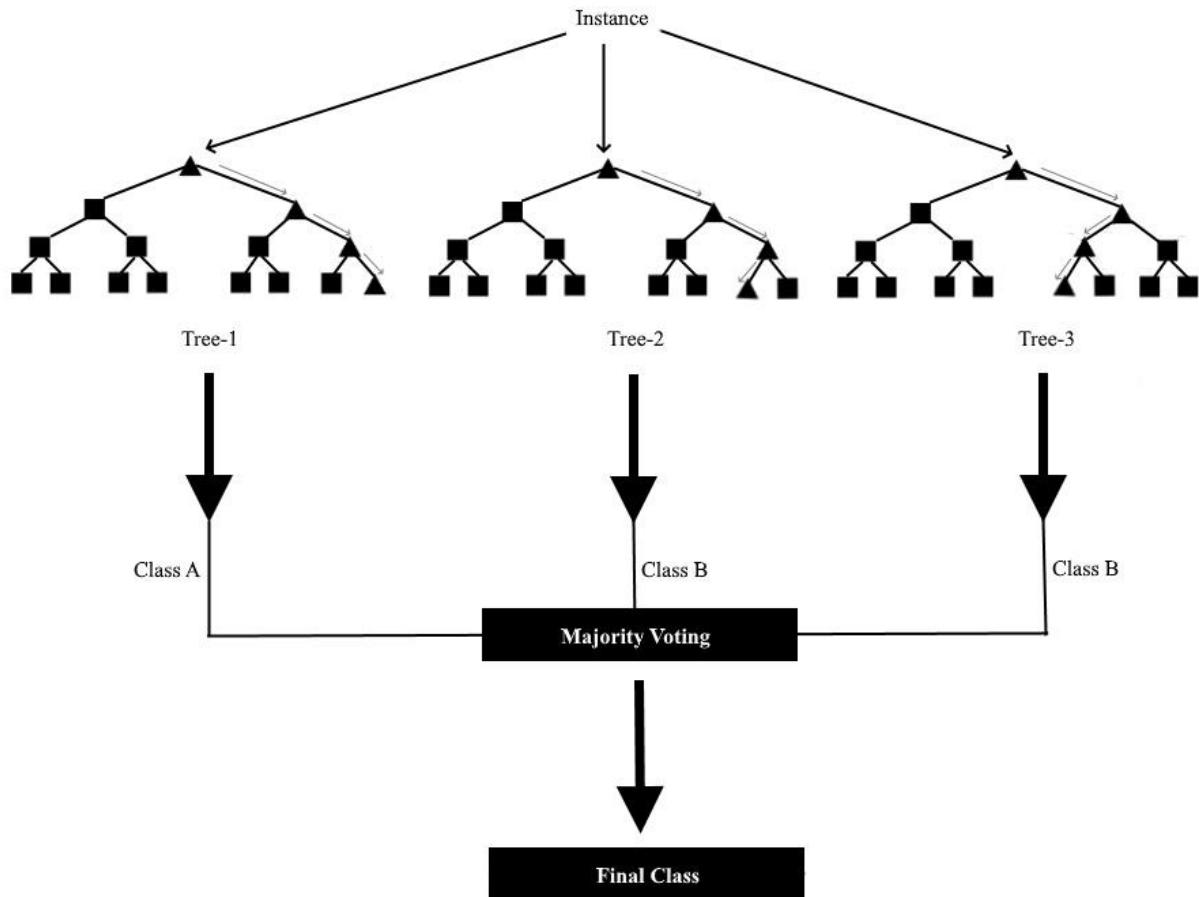 Instance
Tree-1
Tree-2
Tree-3
Class A
Class B
Class B
Majority Voting
Final Class